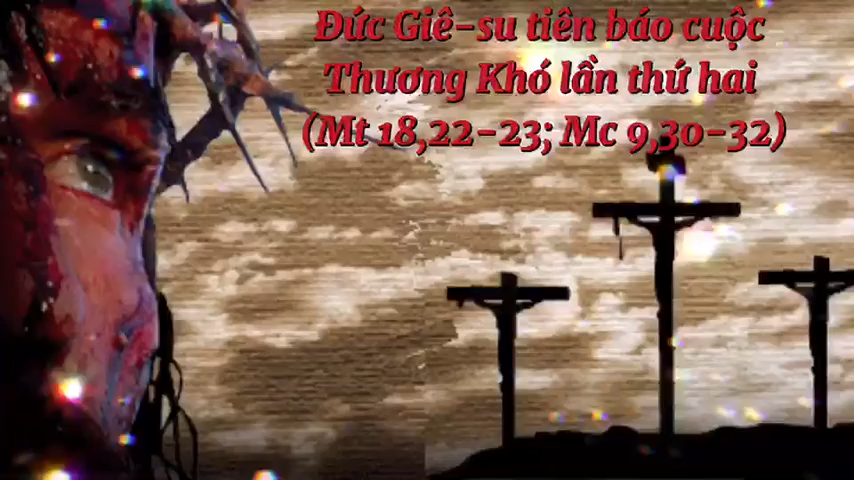 Đức Giê-su tiên báo cuộc
Thương Khó lần thứ hai
(Mt 18,22-23; Mc 9,30-32)